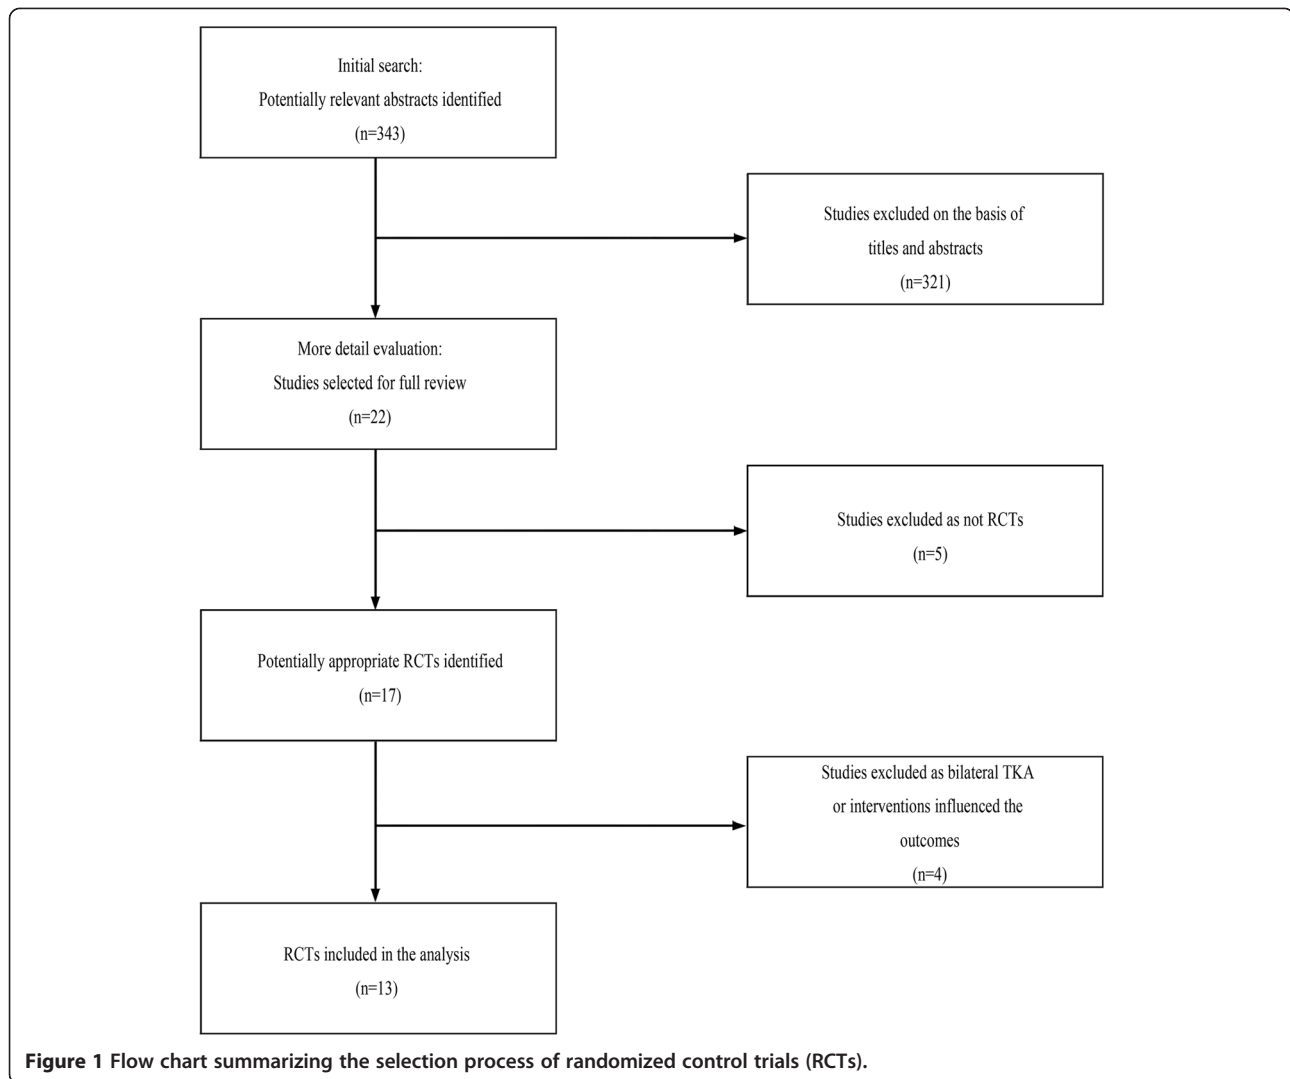 Initial search:
Potentially relevant abstracts identified
(n=343)
Studies excluded on the basis of
titles and abstracts
(n=321)
More detail evaluation:
Studies selected for full review
(n=22)
Studies excluded as not RCTs
(n=5)
Potentially appropriate RCTs identified
(n=17)
Studies excluded as bilateral TKA
or interventions influenced the
outcomes
(n=4)
RCTs included in the analysis
(n=13)
Figure 1 Flow chart summarizing the selection process of randomized control trials (RCTs).